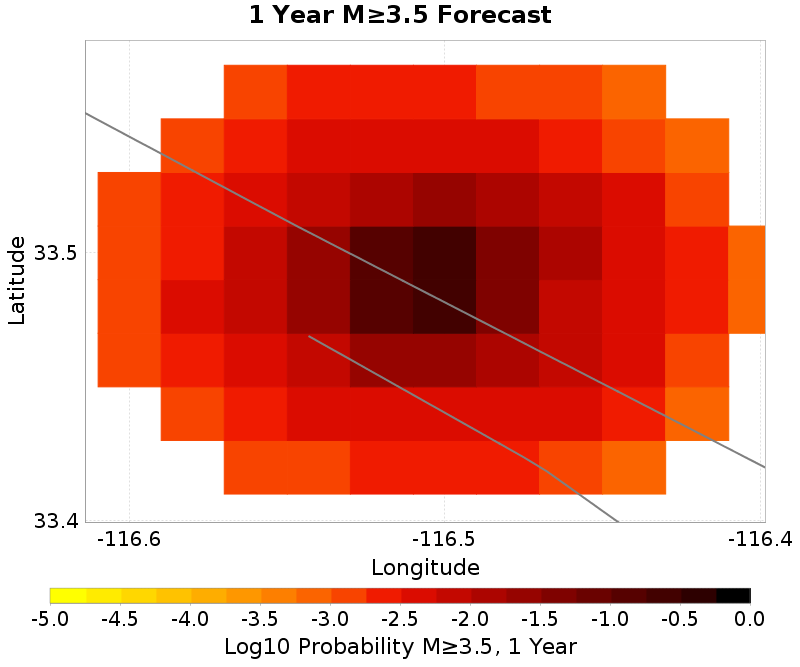 1 Year M≥3.5 Forecast
Latitude
33.5
33.4
-116.6 -116.5 -116.4
Longitude
-5.0 -4.5 -4.0 -3.5 -3.0 -2.5 -2.0 -1.5 -1.0 -0.5 0.0
Log10 Probability M≥3.5, 1 Year